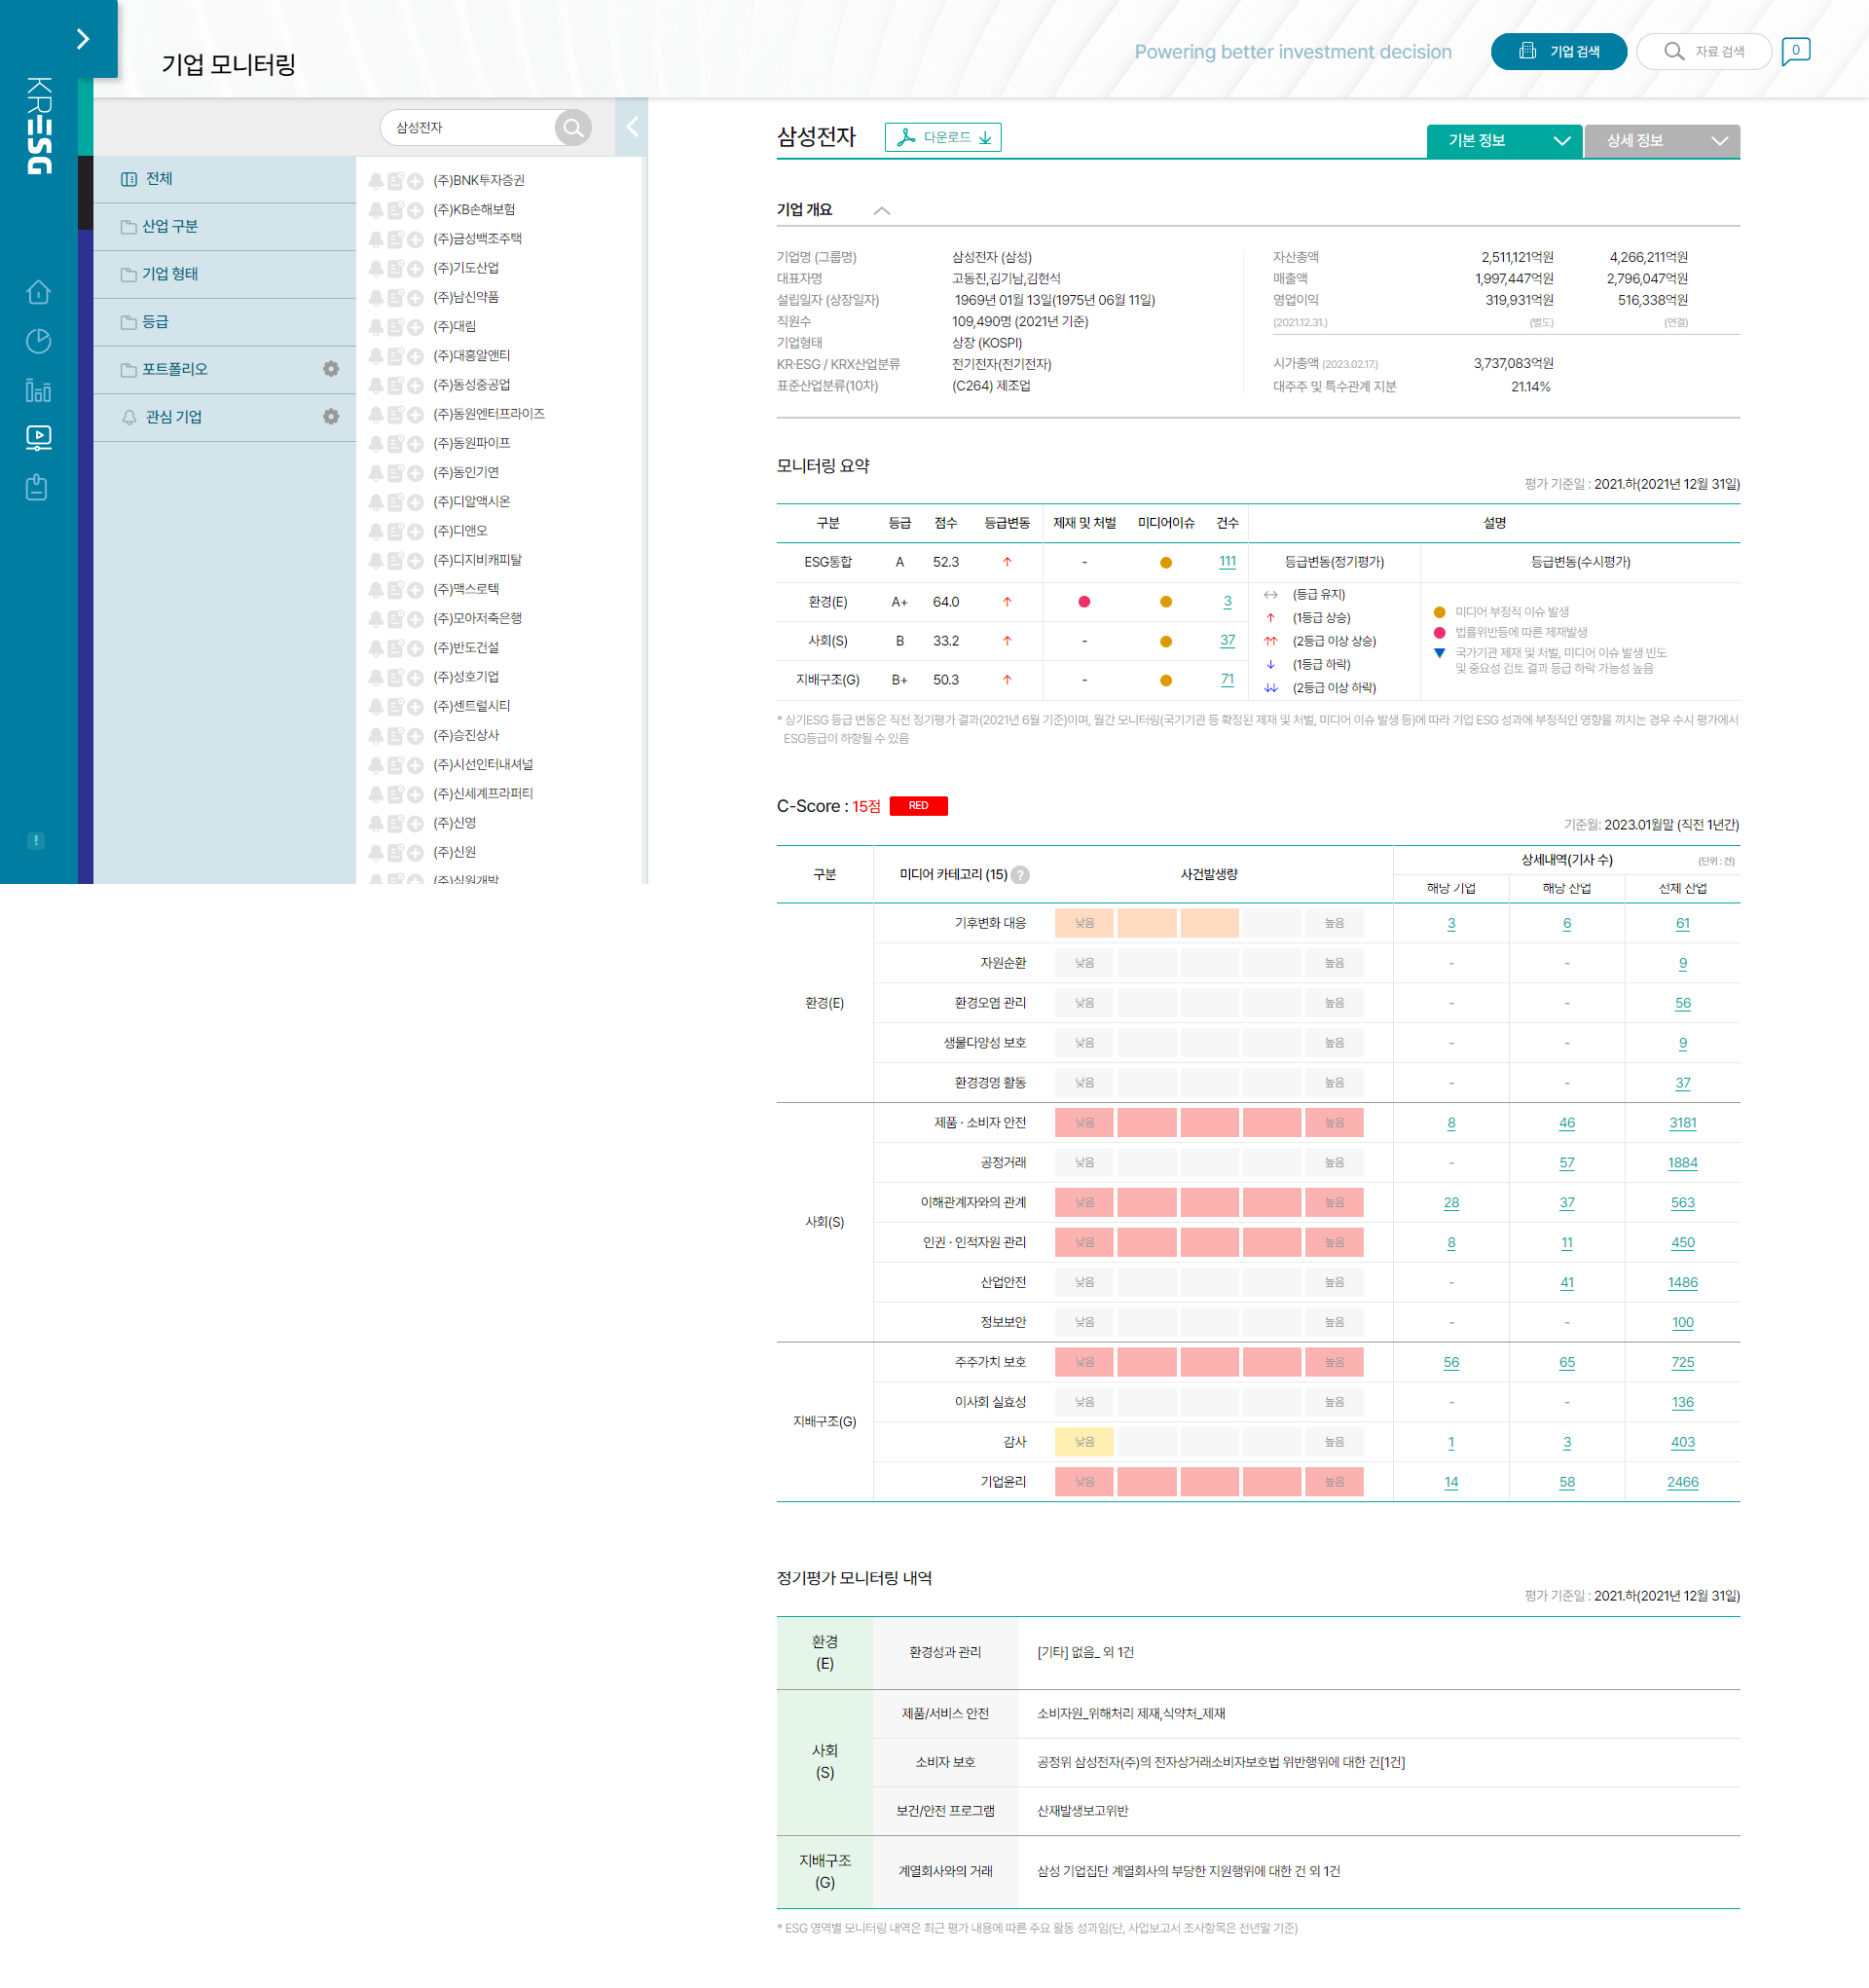 KRESG
기업 모니터링
Powering better investment decision
기업 검색
자료 검색
0
삼성전자
전체
산업 구분
기업 형태
등급
포트폴리오
관심 기업
(주)BNK투자증권
(주)KB손해보험
(주)금성백조주택
(주)기도산업
(주)남신약품
(주)대림
(주)대흥알앤티
(주)동성중공업
(주)동원엔터프라이즈
(주)동원파이프
(주)동인기연
(주)디알액시온
(주)디앤오
(주)디지비캐피탈
(주)맥스로텍
(주)모아저축은행
(주)반도건설
(주)성호기업
(주)센트럴시티
(주)승진상사
(주)시선인터내셔널
(주)신세계프라퍼티
(주)신영
(주)신원
(주)심원개발
삼성전자
다운로드
기본 정보
상세 정보
기업 개요
기업명 (그룹명) 삼성전자 (삼성)
대표자명 고동진,김기남,김현석
설립일자 (상장일자) 1969년 01월 13일(1975년 06월 11일)
직원수 109,490명 (2021년 기준)
기업형태 상장 (KOSPI)
KR-ESG / KRX산업분류 전기전자(전기전자)
표준산업분류(10차) (C264) 제조업
자산총액 2,511,121억원 4,266,211억원
매출액 1,997,447억원 2,796,047억원
영업이익 319,931억원 516,338억원
(2021.12.31.) (별도) (연결)
시가총액 (2023.02.17.) 3,737,083억원
대주주 및 특수관계 지분 21.14%
모니터링 요약
평가 기준일 : 2021.하(2021년 12월 31일)
구분 등급 점수 등급변동 제재 및 처벌 미디어이슈 건수 설명
ESG통합 A 52.3 ↑ - 111
환경(E) A+ 64.0 ↑ 3
사회(S) B 33.2 ↑ - 37
지배구조(G) B+ 50.3 ↑ - 71
등급변동(정기평가) 등급변동(수시평가)
↔ (등급 유지)
↑ (1등급 상승)
↑↑ (2등급 이상 상승)
↓ (1등급 하락)
↓↓ (2등급 이상 하락)
미디어 부정적 이슈 발생
법률위반등에 따른 제재발생
국가기관 제재 및 처벌, 미디어 이슈 발생 빈도
및 중요성 검토 결과 등급 하락 가능성 높음
* 상기ESG 등급 변동은 직전 정기평가 결과(2021년 6월 기준)이며, 월간 모니터링(국기기관 등 확정된 제재 및 처벌, 미디어 이슈 발생 등)에 따라 기업 ESG 성과에 부정적인 영향을 끼치는 경우 수시 평가에서
ESG등급이 하향될 수 있음
C-Score : 15점 RED
기준월: 2023.01월말 (직전 1년간)
구분 미디어 카테고리 (15) ? 사건발생량 상세내역(기사 수) (단위 : 건)
해당 기업 해당 산업 전체 산업
환경(E)
기후변화 대응 낮음 높음 3 6 61
자원순환 낮음 높음 - - 9
환경오염 관리 낮음 높음 - - 56
생물다양성 보호 낮음 높음 - - 9
환경경영 활동 낮음 높음 - - 37
사회(S)
제품 · 소비자 안전 낮음 높음 8 46 3181
공정거래 낮음 높음 - 57 1884
이해관계자와의 관계 낮음 높음 28 37 563
인권 · 인적자원 관리 낮음 높음 8 11 450
산업안전 낮음 높음 - 41 1486
정보보안 낮음 높음 - - 100
지배구조(G)
주주가치 보호 낮음 높음 56 65 725
이사회 실효성 낮음 높음 - - 136
감사 낮음 높음 1 3 403
기업윤리 낮음 높음 14 58 2466
정기평가 모니터링 내역
평가 기준일 : 2021.하(2021년 12월 31일)
환경
(E)
환경성과 관리 [기타] 없음_ 외 1건
사회
(S)
제품/서비스 안전 소비자원_위해처리 제재,식약처_제재
소비자 보호 공정위 삼성전자(주)의 전자상거래소비자보호법 위반행위에 대한 건[1건]
보건/안전 프로그램 산재발생보고위반
지배구조
(G)
계열회사와의 거래 삼성 기업집단 계열회사의 부당한 지원행위에 대한 건 외 1건
* ESG 영역별 모니터링 내역은 최근 평가 내용에 따른 주요 활동 성과임(단, 사업보고서 조사항목은 전년말 기준)